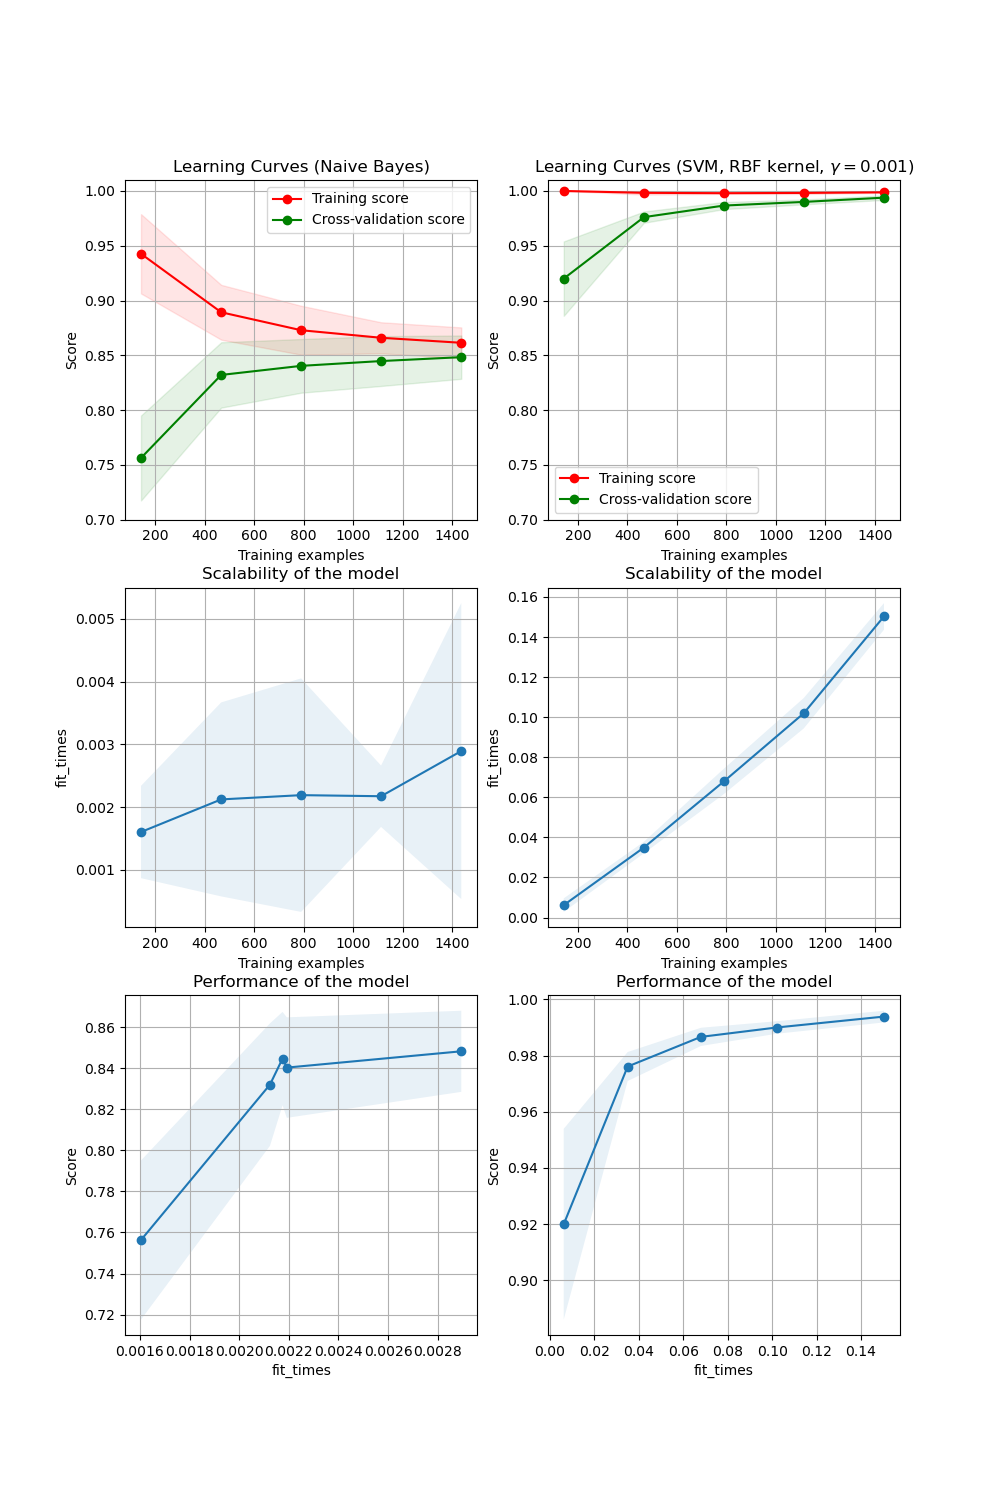 Learning Curves (Naive Bayes)
1.00
0.95
0.90
0.85
0.80
0.75
0.70
Score
Training score
Cross-validation score
200 400 600 800 1000 1200 1400
Training examples
Learning Curves (SVM, RBF kernel, γ = 0.001)
1.00
0.95
0.90
0.85
0.80
0.75
0.70
Score
Training score
Cross-validation score
200 400 600 800 1000 1200 1400
Training examples
Scalability of the model
0.005
0.004
0.003
0.002
0.001
fit_times
200 400 600 800 1000 1200 1400
Training examples
Scalability of the model
0.16
0.14
0.12
0.10
0.08
0.06
0.04
0.02
0.00
fit_times
200 400 600 800 1000 1200 1400
Training examples
Performance of the model
0.86
0.84
0.82
0.80
0.78
0.76
0.74
0.72
Score
0.0016 0.0018 0.0020 0.0022 0.0024 0.0026 0.0028
fit_times
Performance of the model
1.00
0.98
0.96
0.94
0.92
0.90
Score
0.00 0.02 0.04 0.06 0.08 0.10 0.12 0.14
fit_times